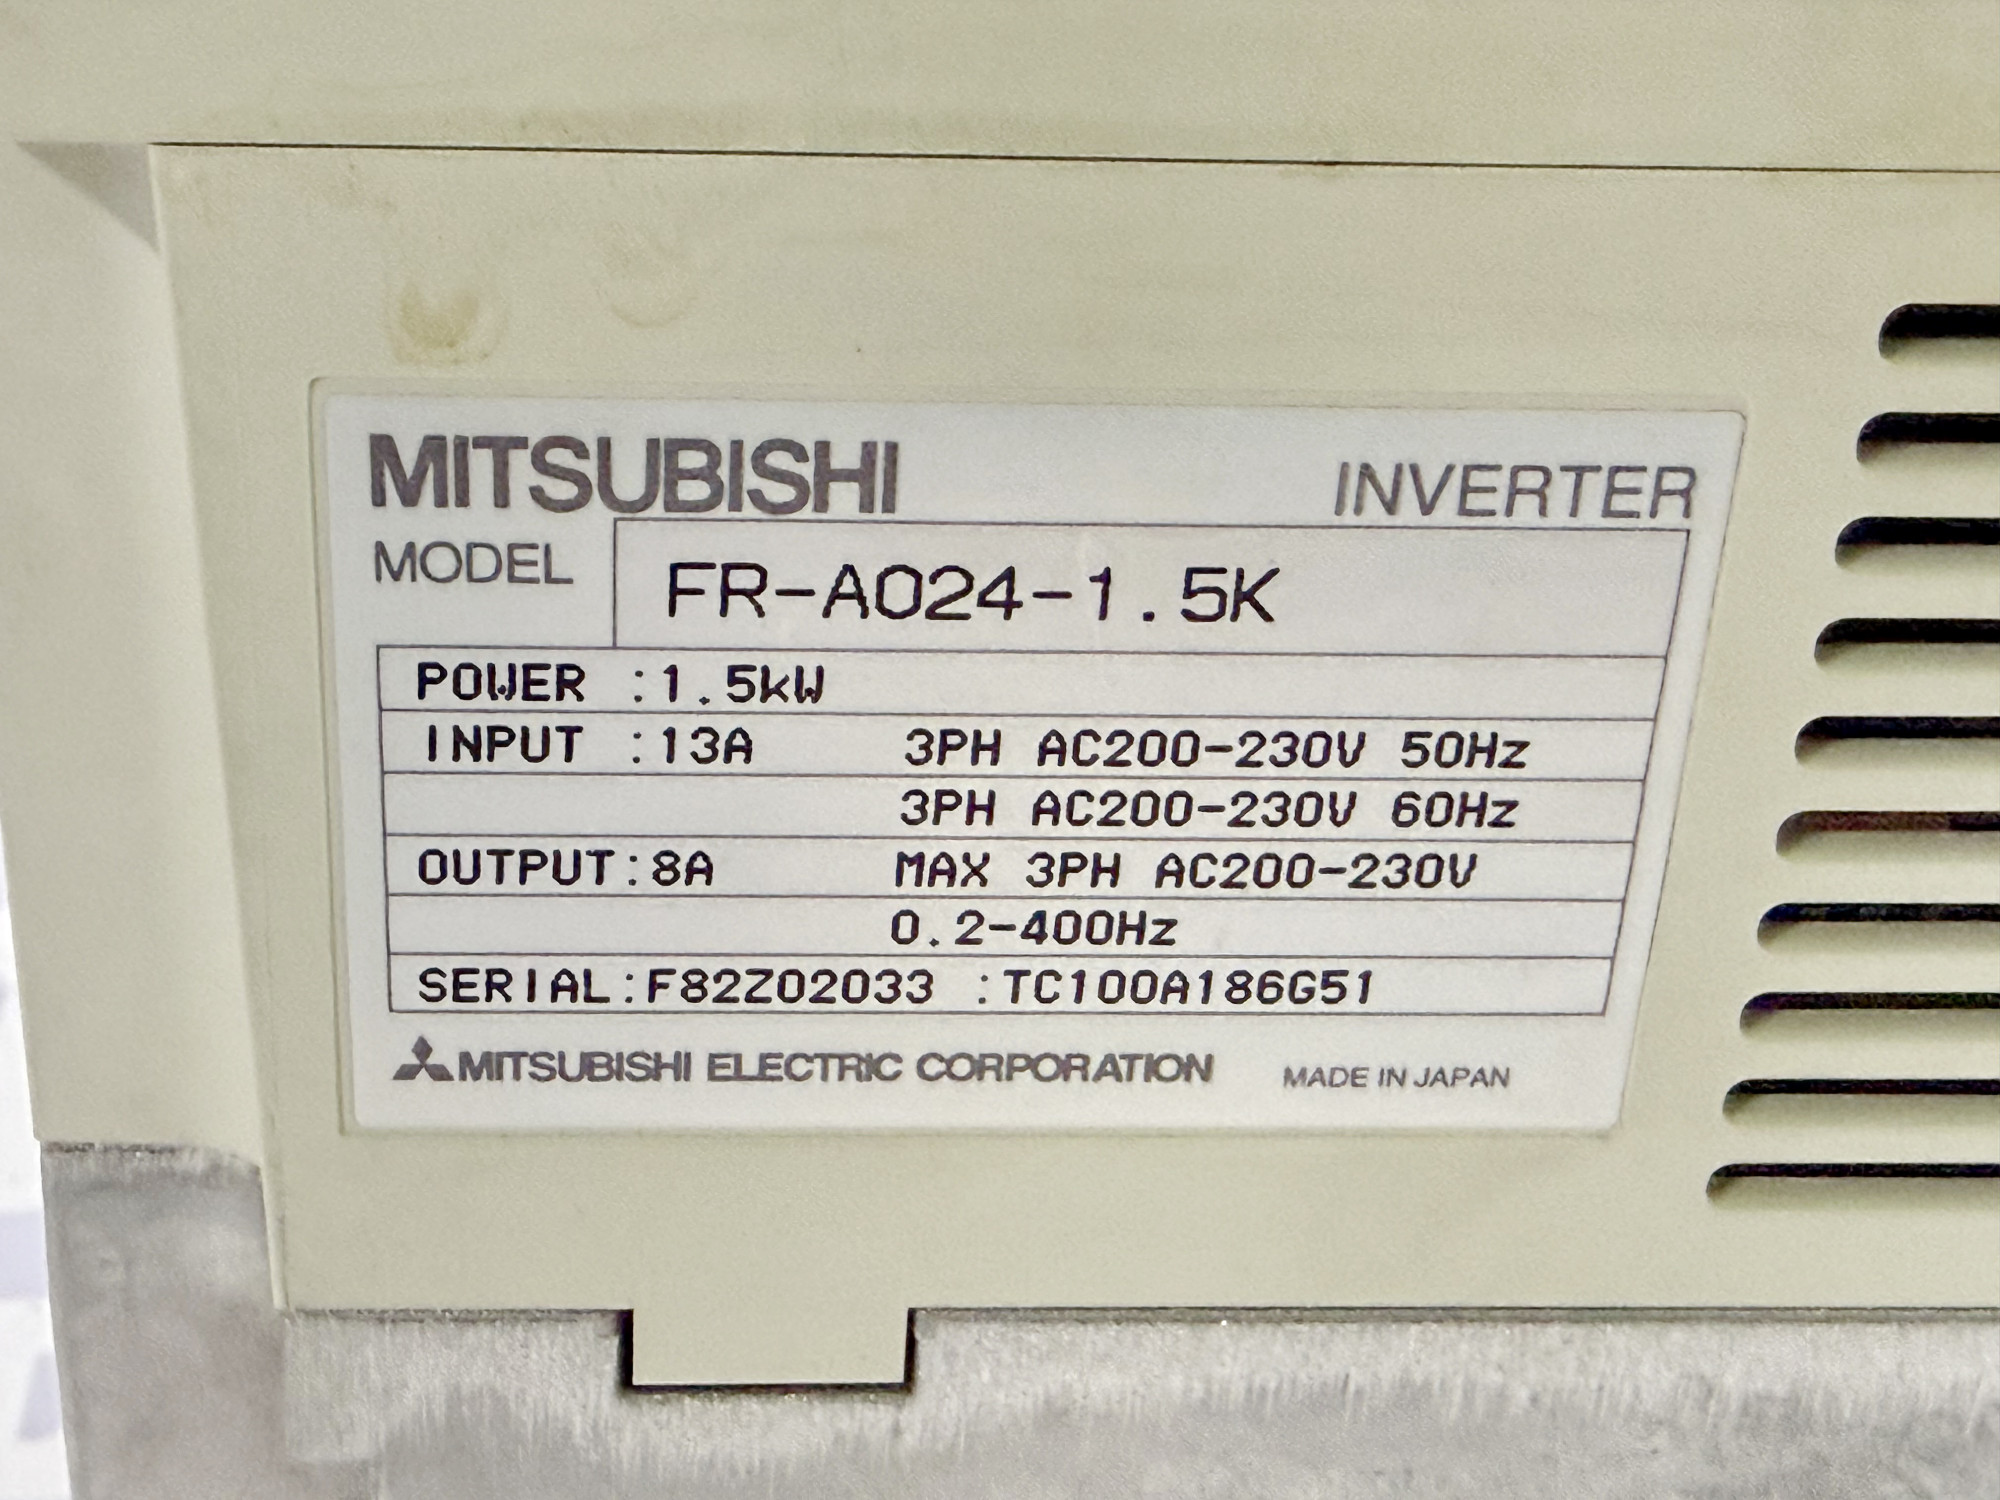 MITSUBISHI INVERTER
MODEL FR-A024-1.5K
POWER :1.5kW
INPUT :13A 3PH AC200-230V 50Hz
3PH AC200-230V 60Hz
OUTPUT:8A MAX 3PH AC200-230V
0.2-400Hz
SERIAL:F82Z02033 :TC100A186G51
MITSUBISHI ELECTRIC CORPORATION MADE IN JAPAN